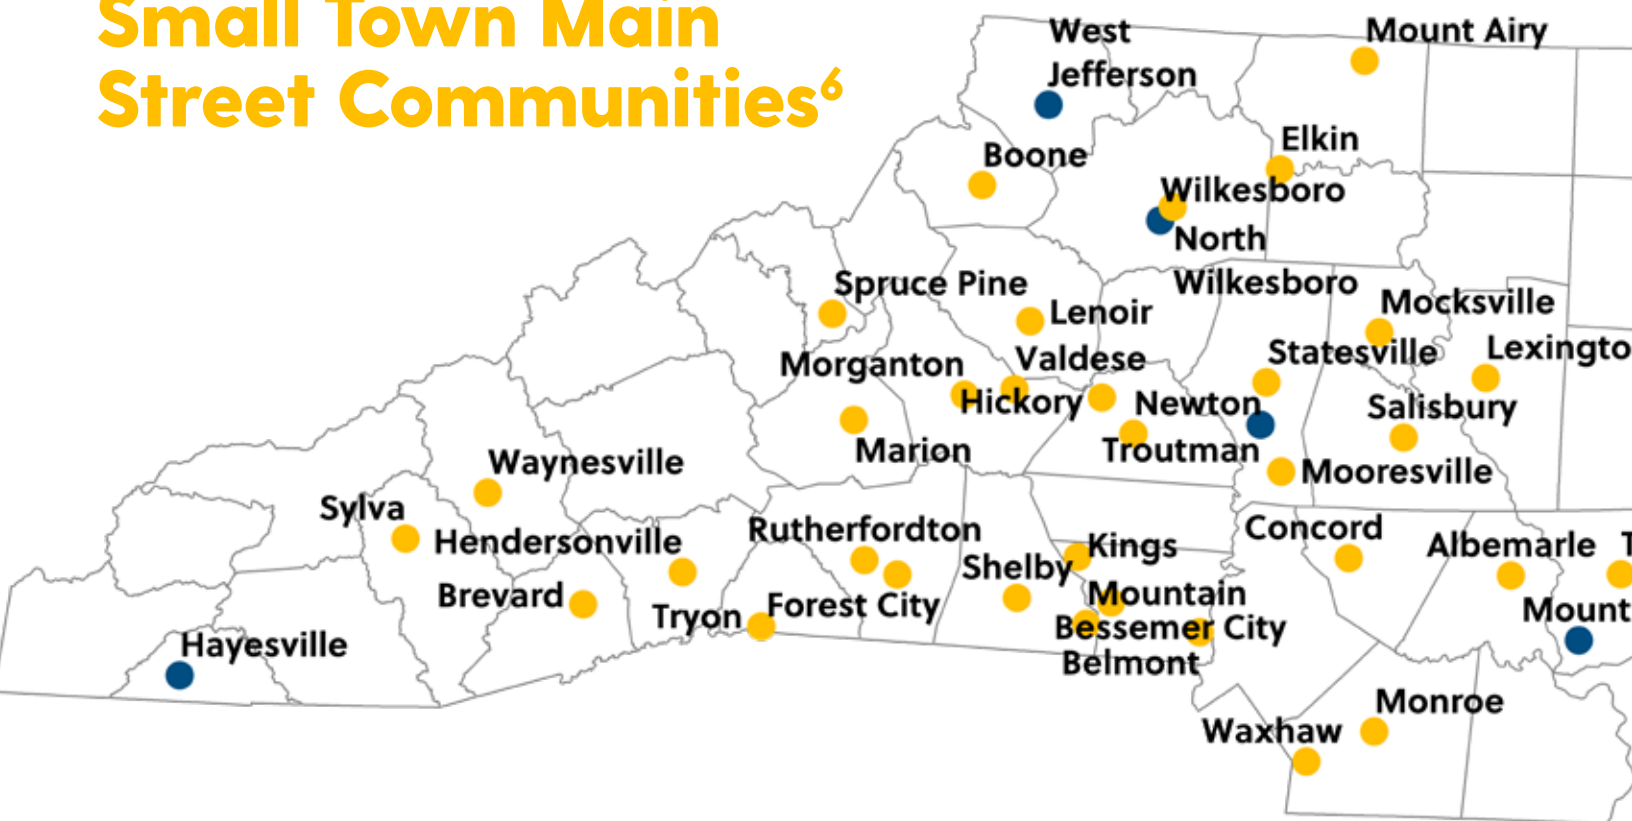 Small Town Main
Street Communities⁶
West
Jefferson
Mount Airy
Elkin
Boone
Wilkesboro
North
Wilkesboro
Spruce Pine
Lenoir
Mocksville
Statesville
Lexingto
Morganton
Valdese
Hickory
Newton
Salisbury
Marion
Troutman
Mooresville
Waynesville
Sylva
Hendersonville
Rutherfordton
Concord
Albemarle
T
Kings
Mountain
Shelby
Brevard
Tryon
Forest City
Bessemer City
Belmont
Mount
Hayesville
Monroe
Waxhaw